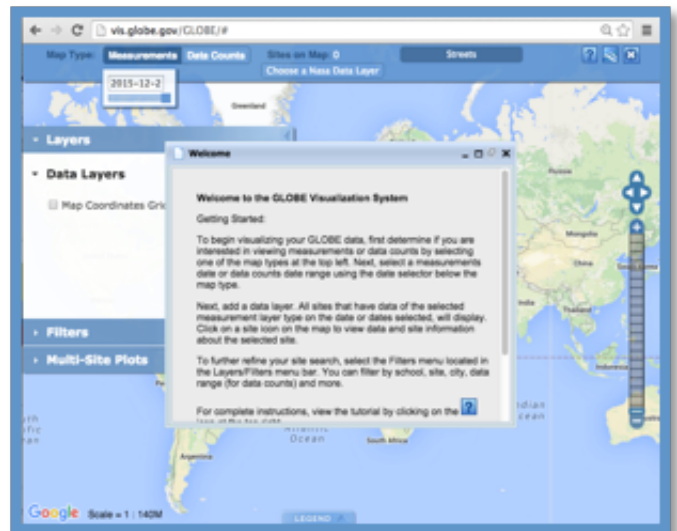 vis.globe.gov/GLOBE/#
Map Type: Measurements Data Counts Sites on Map: 0 Streets
Choose a Nasa Data Layer
2015-12-2
Greenland
Layers
Welcome
Data Layers
Map Coordinates Gri
Welcome to the GLOBE Visualization System
Getting Started:
To begin visualizing your GLOBE data, first determine if you are
interested in viewing measurements or data counts by selecting
one of the map types at the top left. Next, select a measurements
date or data counts date range using the date selector below the
map type.
Next, add a data layer. All sites that have data of the selected
measurement layer type on the date or dates selected, will display.
Click on a site icon on the map to view data and site information
about the selected site.
To further refine your site search, select the Filters menu located in
the Layers/Filters menu bar. You can filter by school, site, city, data
range (for data counts) and more.
For complete instructions, view the tutorial by clicking on the ?
Russia
Mongolia
China
India
Thailand
Indonesia
Filters
Multi-Site Plots
Ocean
South Africa
Argentina
Google Scale = 1 : 140M
LEGEND